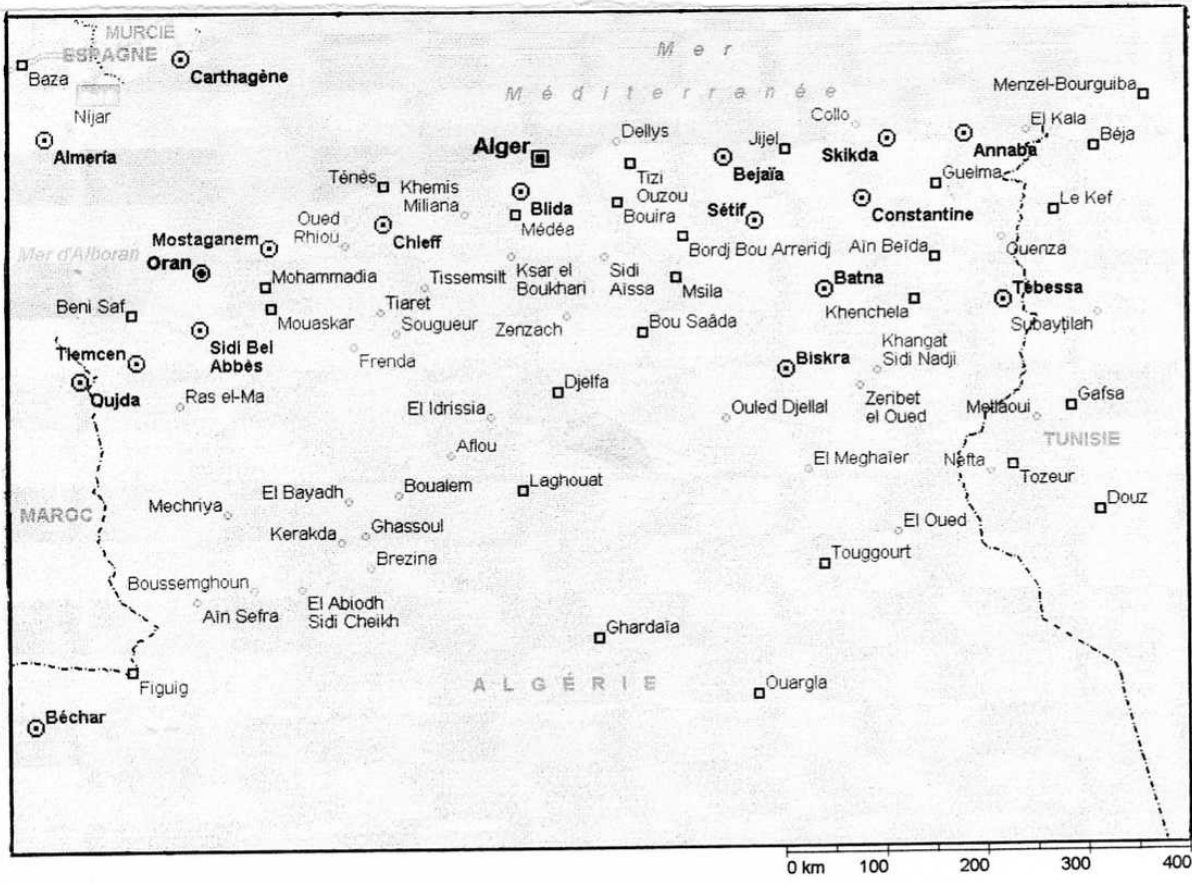 MURCIE
ESPAGNE
Baza
Carthagène
Níjar
Almería
Mer
Méditerranée
Menzel-Bourguiba
Collo
El Kala
Dellys
Jijel
Béja
Alger
Skikda
Annaba
Tizi
Ouzou
Bejaïa
Ténès
Khemis
Miliana
Guelma
Blida
Bouira
Sétif
Constantine
Le Kef
Médéa
Oued
Rhiou
Chleff
Mostaganem
Bordj Bou Arreridj
Aïn Beïda
Ouenza
Mer d'Alboran
Oran
Mohammadia
Tissemsilt
Ksar el
Boukhari
Sidi
Aïssa
Msila
Batna
Tébessa
Beni Saf
Tiaret
Mouaskar
Sougueur
Zenzach
Bou Saâda
Khenchela
Subayţilah
Sidi Bel
Abbès
Tlemcen
Frenda
Khangat
Sidi Nadji
Biskra
Oujda
Ras el-Ma
Djelfa
Zeribet
el Oued
Gafsa
El Idrissia
Ouled Djellal
Metlaoui
TUNISIE
Aflou
El Meghaïer
Nefta
Tozeur
Laghouat
Boualem
El Bayadh
Mechriya
Douz
MAROC
El Oued
Kerakda
Ghassoul
Touggourt
Brezina
Boussemghoun
Aïn Sefra
El Abiodh
Sidi Cheikh
Ghardaïa
Figuig
ALGÉRIE
Ouargla
Béchar
0 km 100 200 300 400